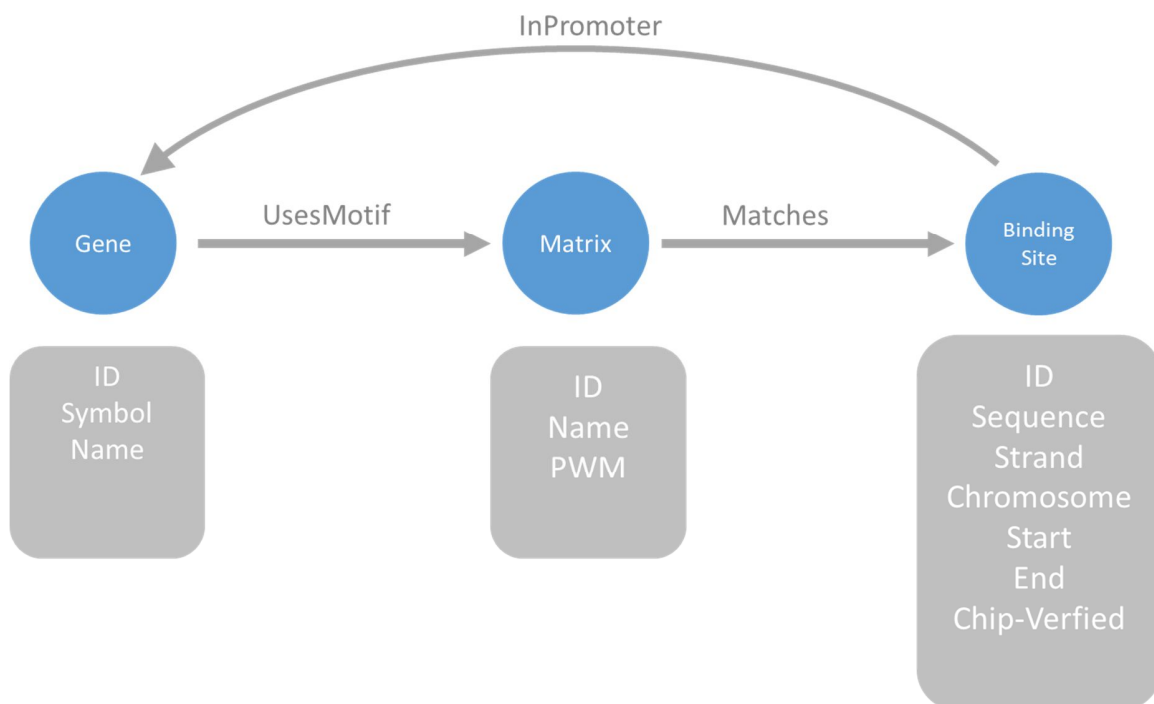 InPromoter
UsesMotif
Matches
Gene
Matrix
Binding
Site
ID
Symbol
Name
ID
Name
PWM
ID
Sequence
Strand
Chromosome
Start
End
Chip-Verfied